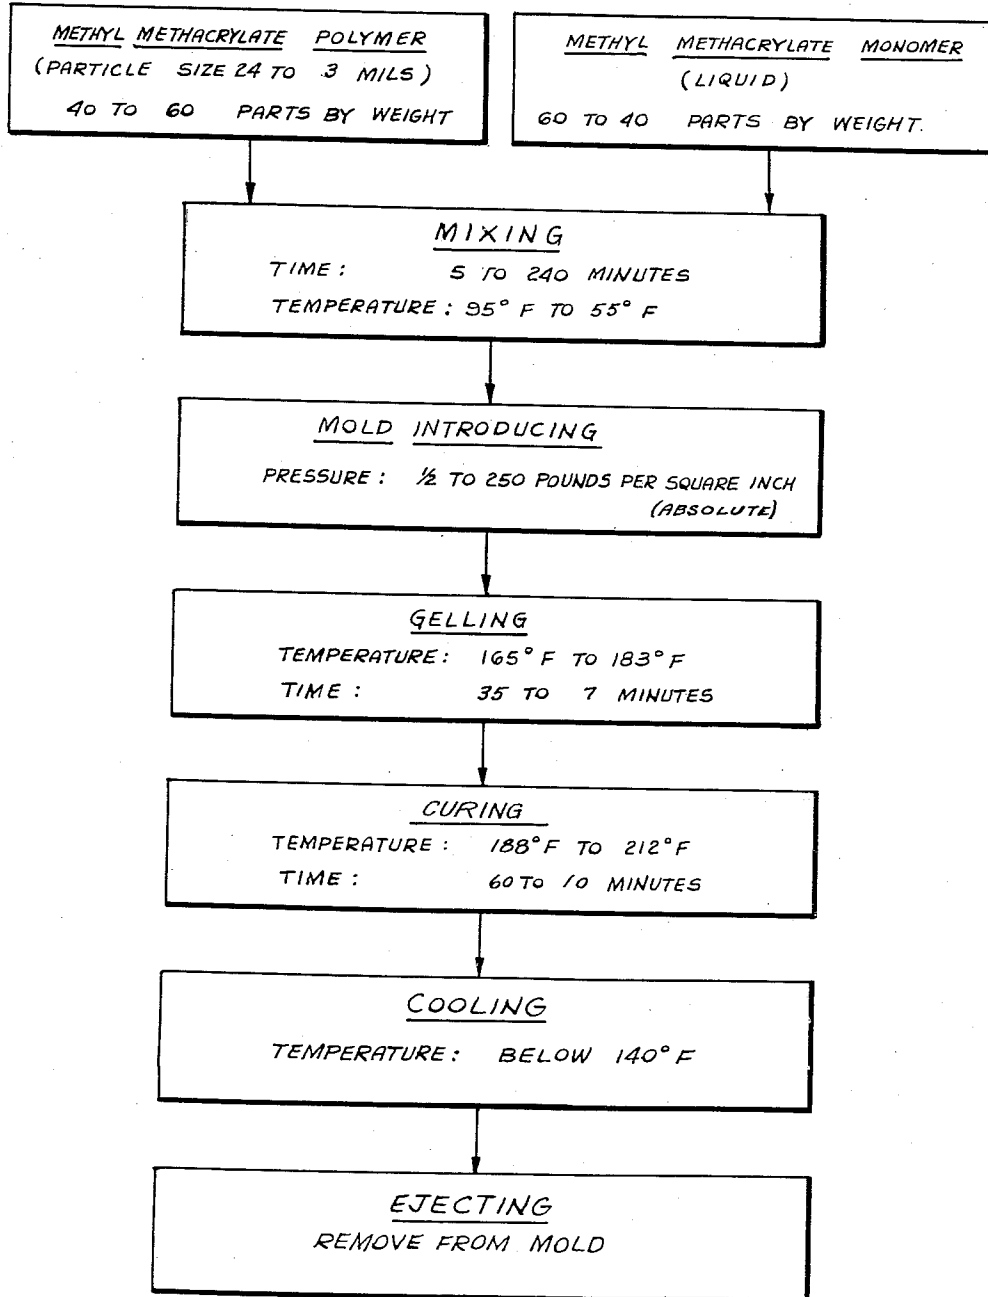 METHYL METHACRYLATE POLYMER
(PARTICLE SIZE 24 TO 3 MILS)
40 TO 60 PARTS BY WEIGHT
METHYL METHACRYLATE MONOMER
(LIQUID)
60 TO 40 PARTS BY WEIGHT.
MIXING
TIME: 5 TO 240 MINUTES
TEMPERATURE: 95° F TO 55° F
MOLD INTRODUCING
PRESSURE: ½ TO 250 POUNDS PER SQUARE INCH
(ABSOLUTE)
GELLING
TEMPERATURE: 165° F TO 183° F
TIME: 35 TO 7 MINUTES
CURING
TEMPERATURE: 188° F TO 212° F
TIME: 60 TO 10 MINUTES
COOLING
TEMPERATURE: BELOW 140° F
EJECTING
REMOVE FROM MOLD